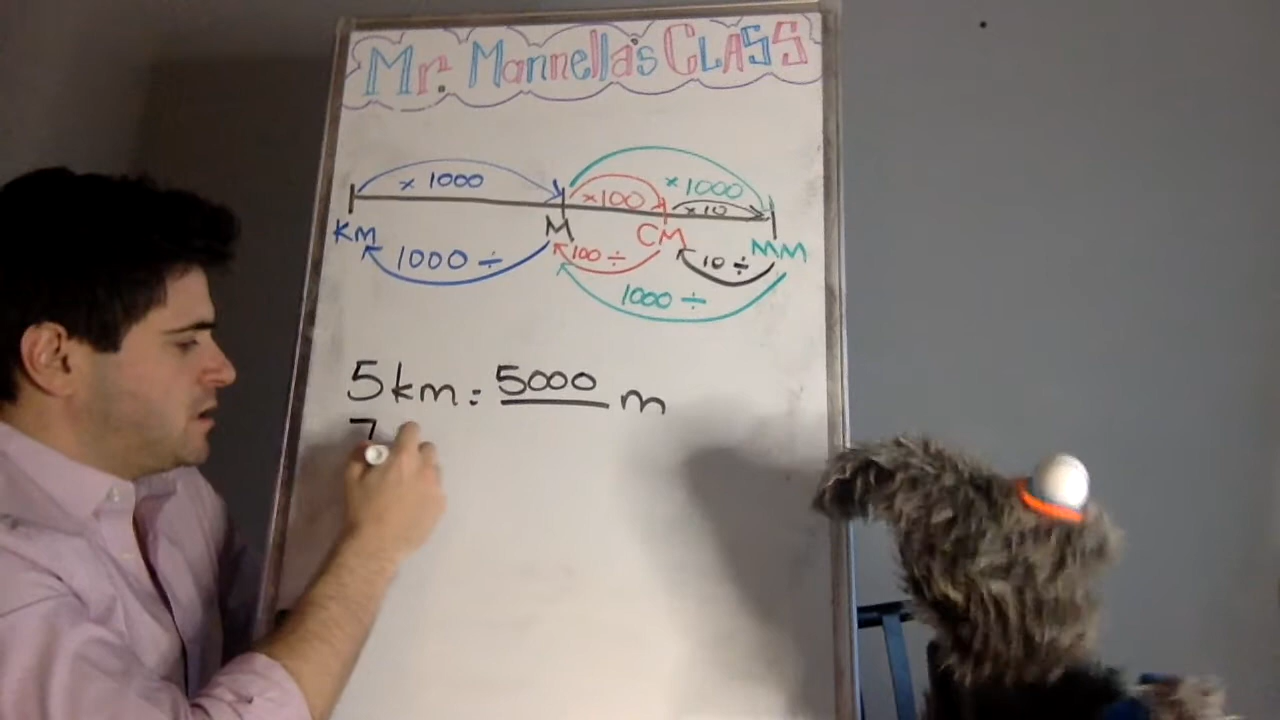 Mr. Mannella's CLASS
× 1000
×100
×1000
×10
KM
M
CM
MM
1000 ÷
100 ÷
10 ÷
1000 ÷
5km = 5000 m
7